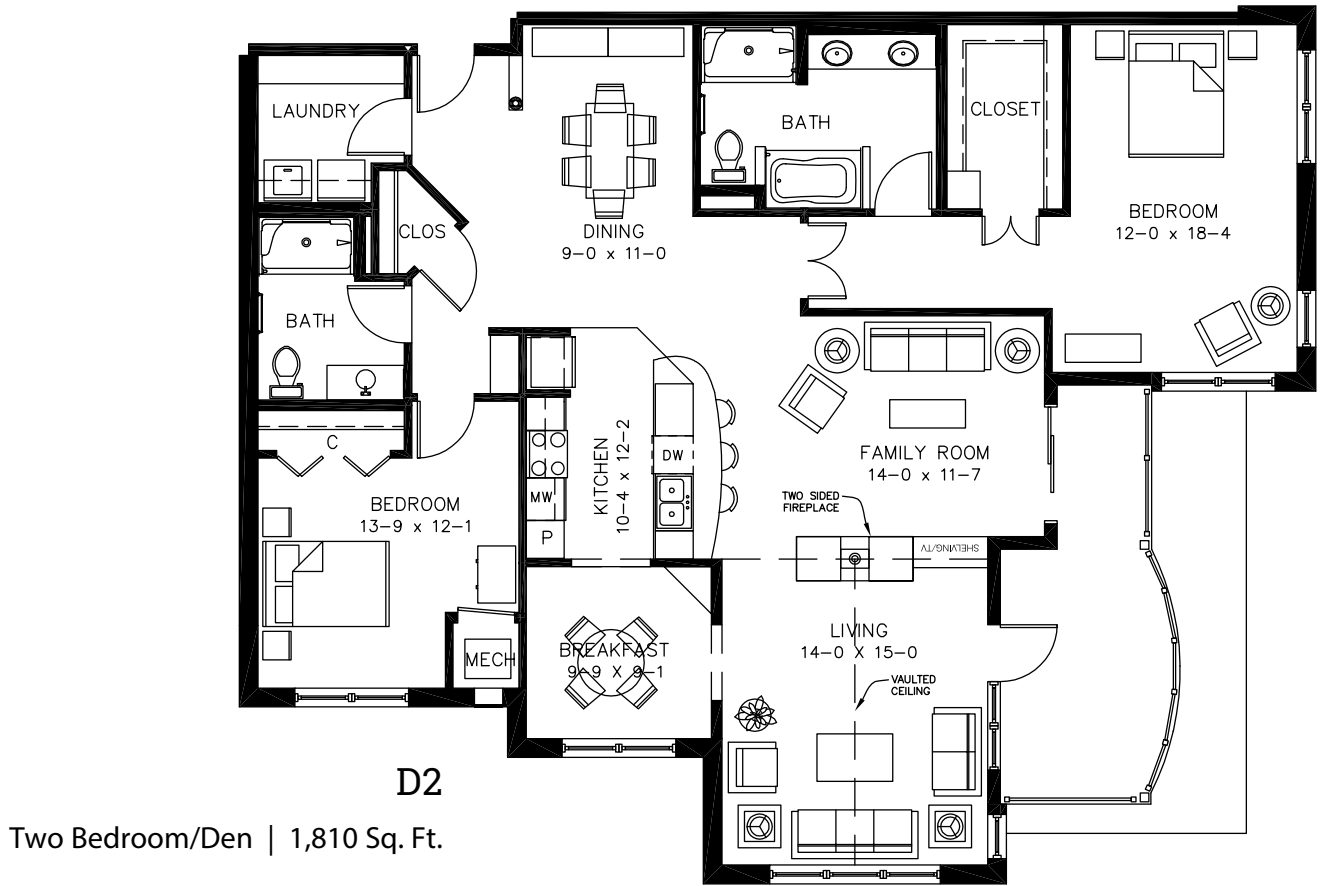 LAUNDRY
CLOS
DINING
9-0 x 11-0
BATH
CLOSET
BEDROOM
12-0 x 18-4
BATH
C
BEDROOM
13-9 x 12-1
MECH
KITCHEN
10-4 x 12-2
MW
P
DW
FAMILY ROOM
14-0 x 11-7
TWO SIDED
FIREPLACE
SHELVING/TV
BREAKFAST
9-9 X 9-1
LIVING
14-0 X 15-0
VAULTED
CEILING
D2
Two Bedroom/Den | 1,810 Sq. Ft.